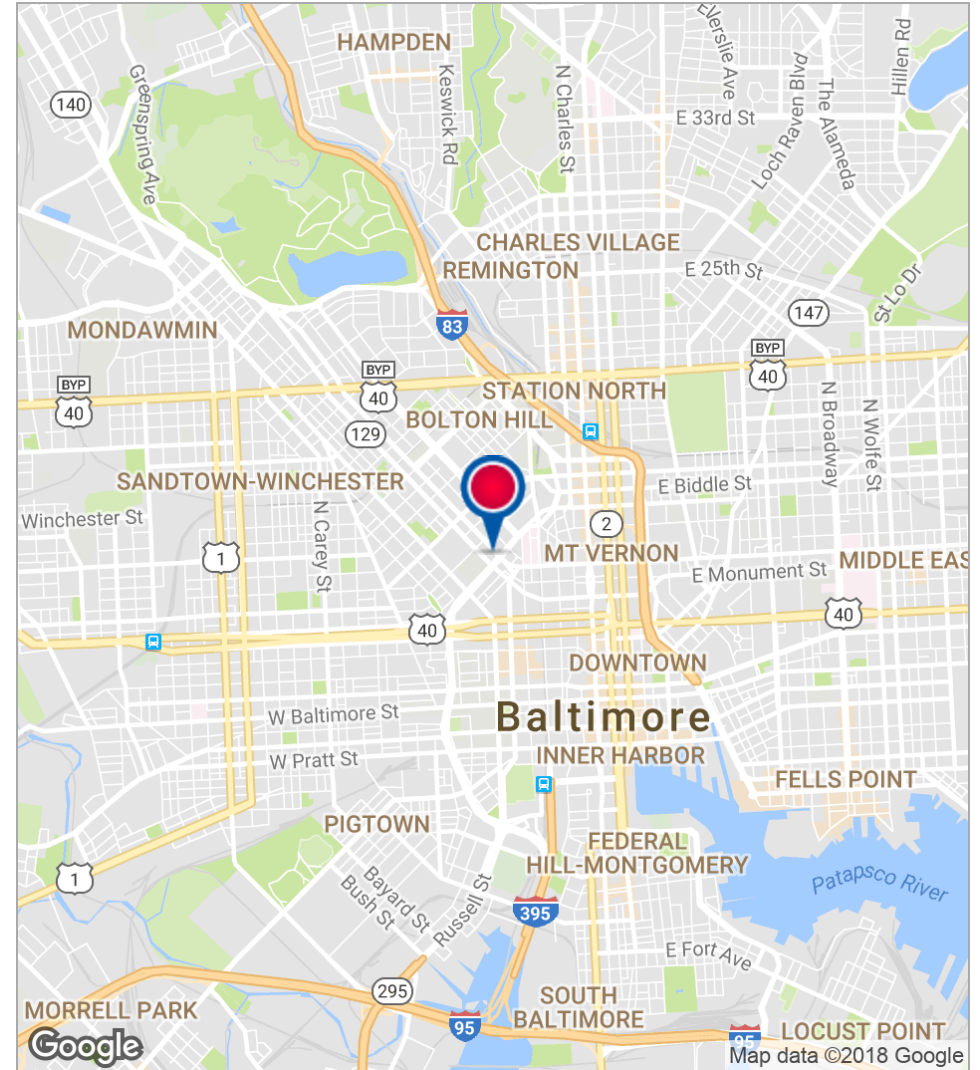 Everslie Ave
HAMPDEN
Hillen Rd
Greenspring Ave
Keswick Rd
N Charles St
Loch Raven Blvd
The Alameda
140
E 33rd St
CHARLES VILLAGE
REMINGTON
E 25th St
St Lo Dr
147
83
MONDAWMIN
BYP
40
BYP
40
BYP
40
STATION NORTH
BOLTON HILL
129
N Broadway
N Wolfe St
SANDTOWN-WINCHESTER
E Biddle St
Winchester St
N Carey St
2
1
MT VERNON
E Monument St
MIDDLE EAS
40
40
DOWNTOWN
W Baltimore St
Baltimore
INNER HARBOR
W Pratt St
FELLS POINT
PIGTOWN
FEDERAL
HILL-MONTGOMERY
1
Bayard St
Bush St
Russell St
Patapsco River
395
E Fort Ave
295
SOUTH
BALTIMORE
MORRELL PARK
95
95
LOCUST POINT
Google
Map data ©2018 Google